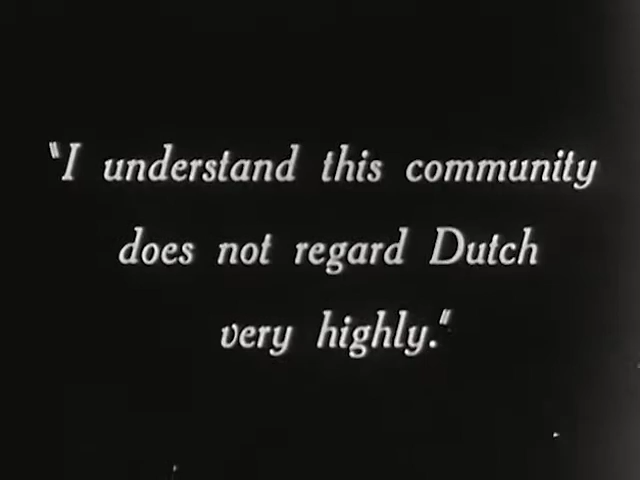 "I understand this community
does not regard Dutch
very highly."